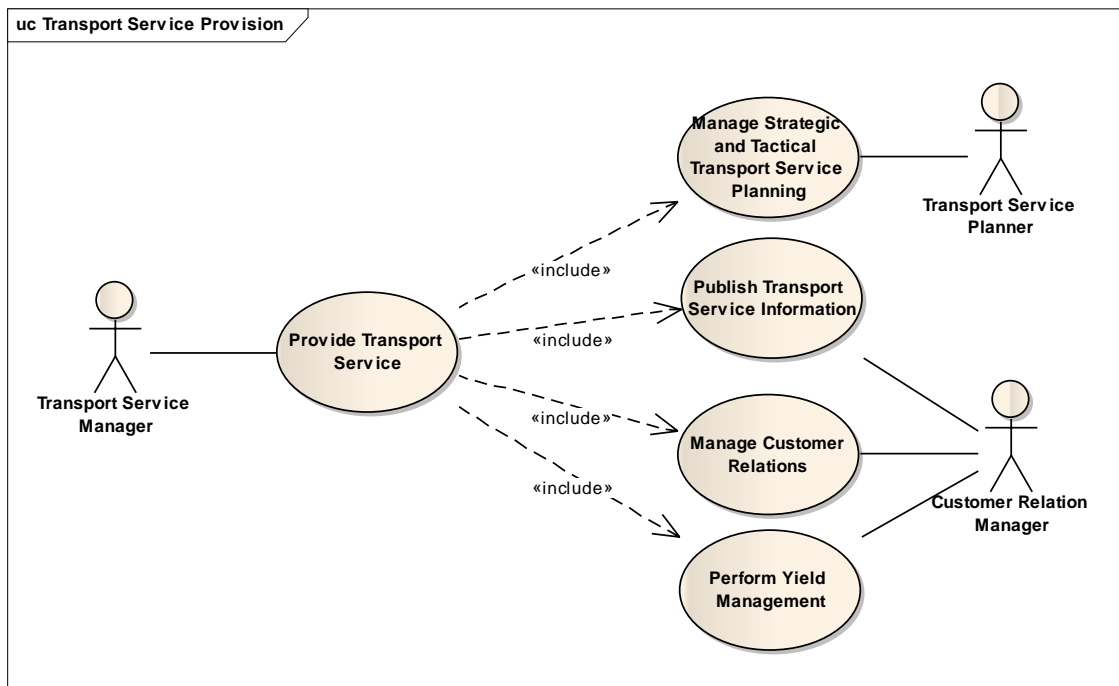 uc Transport Service Provision
Manage Strategic
and Tactical
Transport Service
Planning
Transport Service
Planner
«include»
Publish Transport
Service Information
Provide Transport
Service
«include»
Transport Service
Manager
«include»
Manage Customer
Relations
Customer Relation
Manager
«include»
Perform Yield
Management